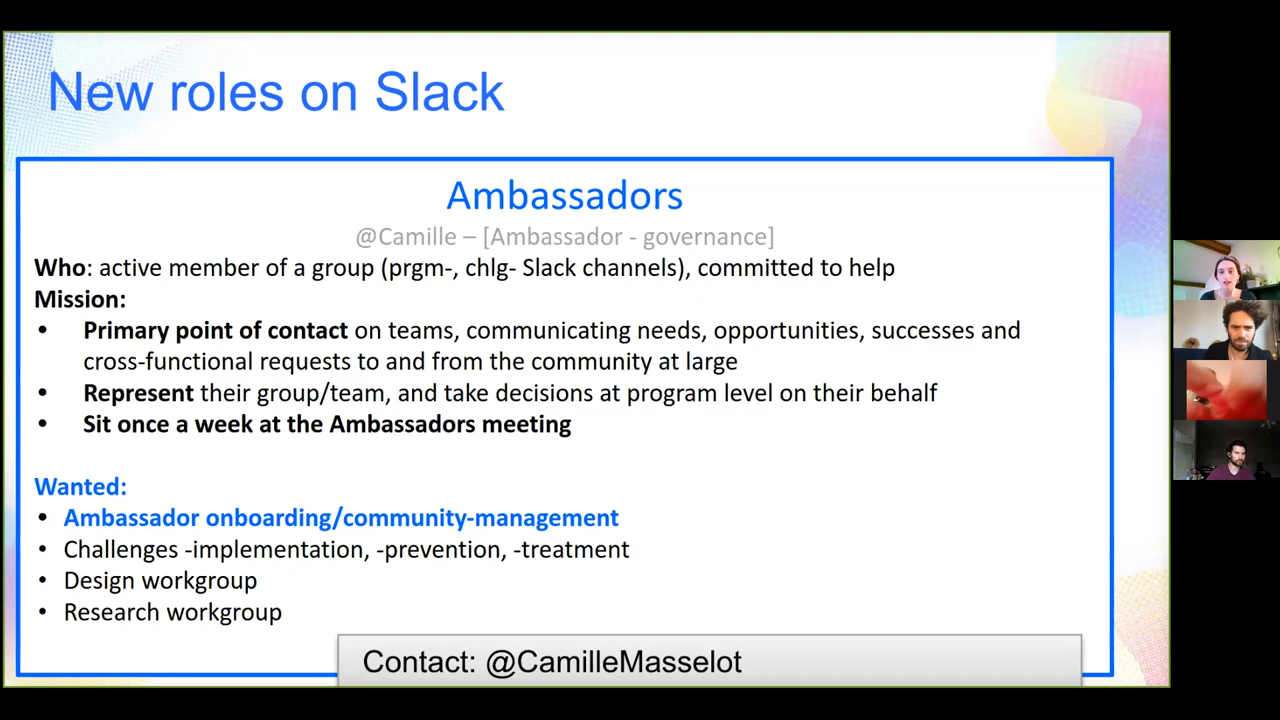 New roles on Slack
Ambassadors
@Camille – [Ambassador - governance]
Who: active member of a group (prgm-, chlg- Slack channels), committed to help
Mission:
• Primary point of contact on teams, communicating needs, opportunities, successes and
cross-functional requests to and from the community at large
• Represent their group/team, and take decisions at program level on their behalf
• Sit once a week at the Ambassadors meeting
Wanted:
• Ambassador onboarding/community-management
• Challenges -implementation, -prevention, -treatment
• Design workgroup
• Research workgroup
Contact: @CamilleMasselot